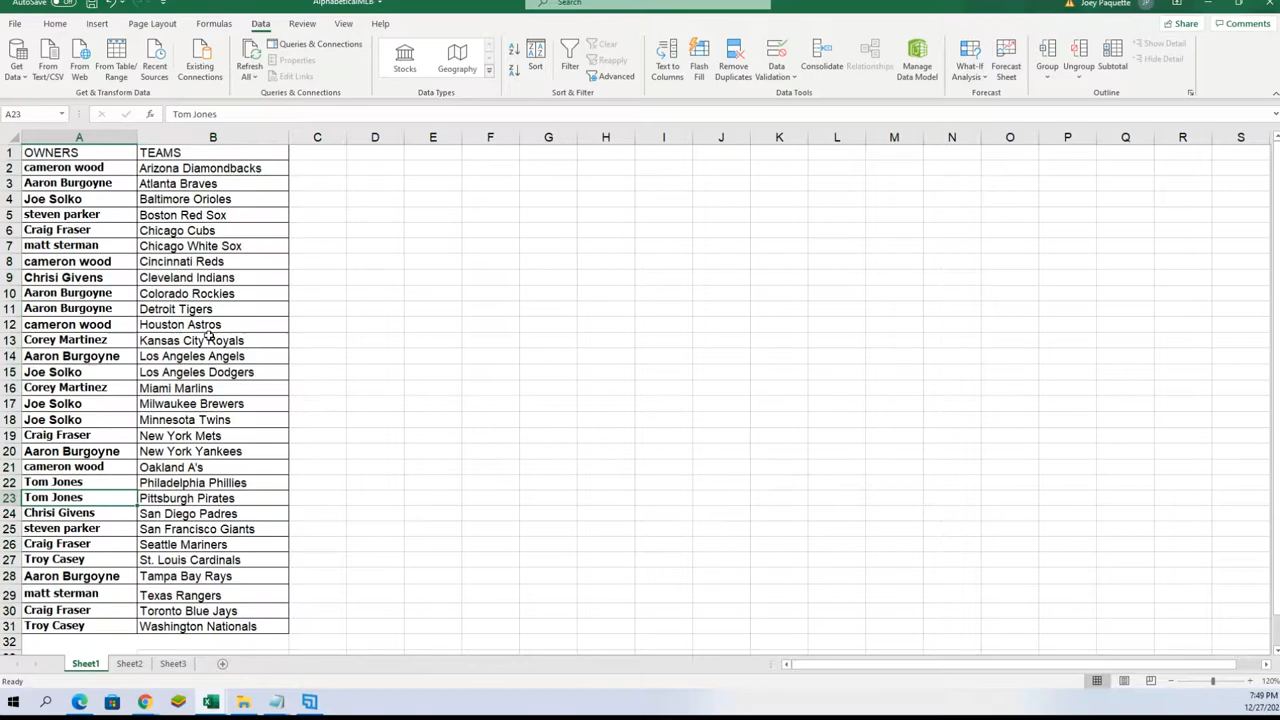 AutoSave Off AlphabeticalMLB Search Joey Paquette JP
File Home Insert Page Layout Formulas Data Review View Help Share Comments
Get Data From Text/CSV From Web From Table/Range Recent Sources Existing Connections
Refresh All Queries & Connections Properties Edit Links
Stocks Geography
Sort Filter Clear Reapply Advanced
Text to Columns Flash Fill Remove Duplicates Data Validation Consolidate Relationships Manage Data Model
What-If Analysis Forecast Sheet
Group Ungroup Subtotal Show Detail Hide Detail
Get & Transform Data Queries & Connections Data Types Sort & Filter Data Tools Forecast Outline
A23 fx Tom Jones
A B C D E F G H I J K L M N O P Q R S
1 OWNERS TEAMS
2 cameron wood Arizona Diamondbacks
3 Aaron Burgoyne Atlanta Braves
4 Joe Solko Baltimore Orioles
5 steven parker Boston Red Sox
6 Craig Fraser Chicago Cubs
7 matt sterman Chicago White Sox
8 cameron wood Cincinnati Reds
9 Chrisi Givens Cleveland Indians
10 Aaron Burgoyne Colorado Rockies
11 Aaron Burgoyne Detroit Tigers
12 cameron wood Houston Astros
13 Corey Martinez Kansas City Royals
14 Aaron Burgoyne Los Angeles Angels
15 Joe Solko Los Angeles Dodgers
16 Corey Martinez Miami Marlins
17 Joe Solko Milwaukee Brewers
18 Joe Solko Minnesota Twins
19 Craig Fraser New York Mets
20 Aaron Burgoyne New York Yankees
21 cameron wood Oakland A's
22 Tom Jones Philadelphia Phillies
23 Tom Jones Pittsburgh Pirates
24 Chrisi Givens San Diego Padres
25 steven parker San Francisco Giants
26 Craig Fraser Seattle Mariners
27 Troy Casey St. Louis Cardinals
28 Aaron Burgoyne Tampa Bay Rays
29 matt sterman Texas Rangers
30 Craig Fraser Toronto Blue Jays
31 Troy Casey Washington Nationals
32
Sheet1 Sheet2 Sheet3
Ready 120%
7:49 PM
12/27/202